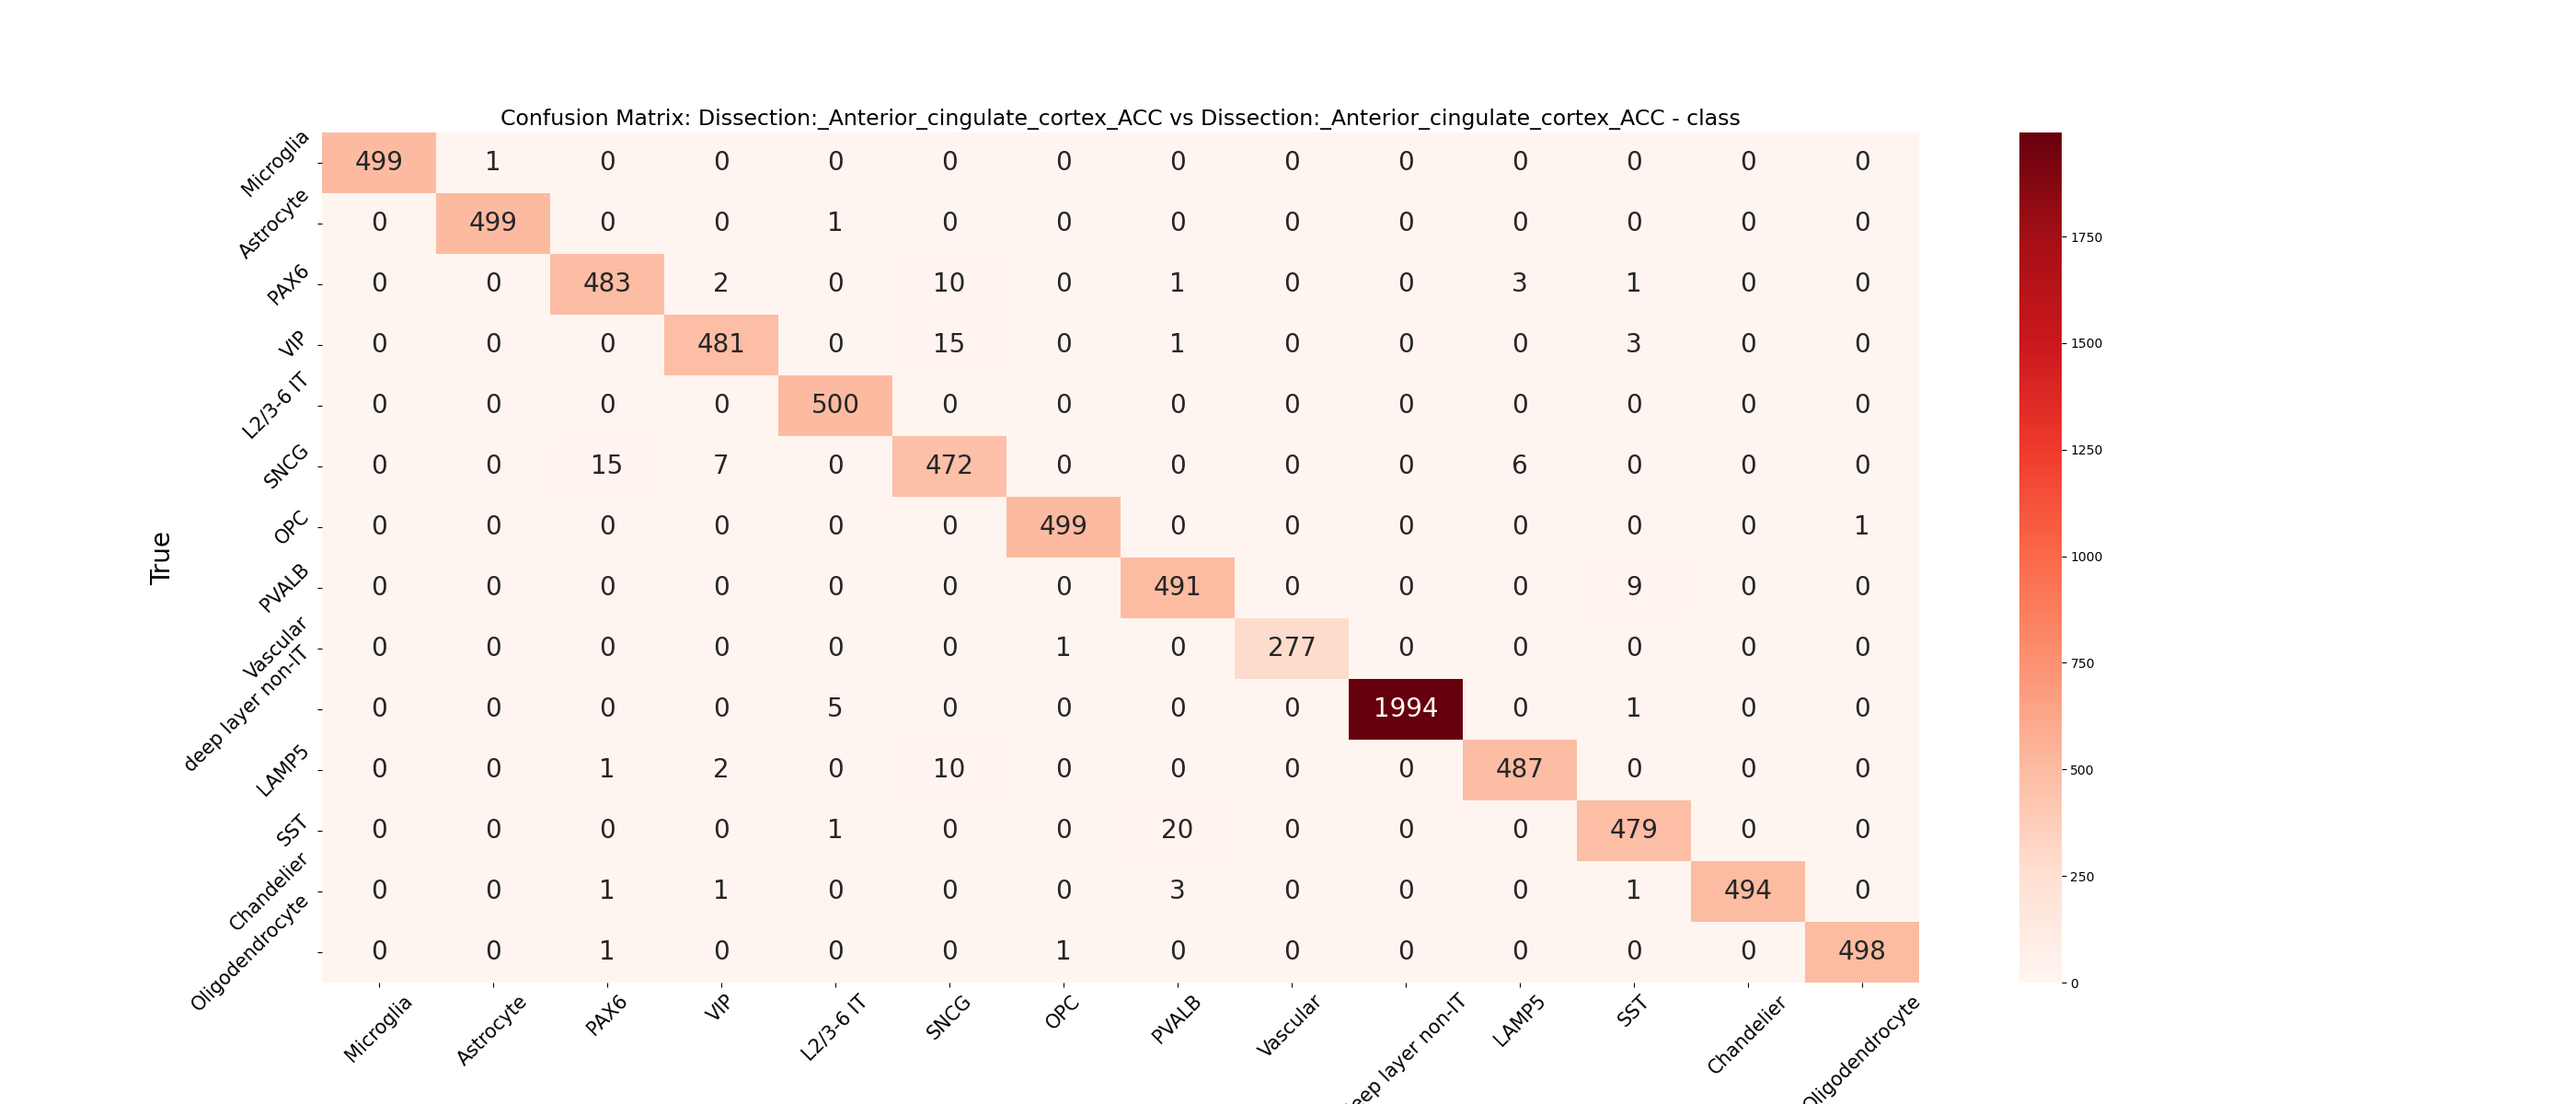 Confusion Matrix: Dissection:_Anterior_cingulate_cortex_ACC vs Dissection:_Anterior_cingulate_cortex_ACC - class
True
Microglia 499 1 0 0 0 0 0 0 0 0 0 0 0 0
Astrocyte 0 499 0 0 1 0 0 0 0 0 0 0 0 0
PAX6 0 0 483 2 0 10 0 1 0 0 3 1 0 0
VIP 0 0 0 481 0 15 0 1 0 0 0 3 0 0
L2/3-6 IT 0 0 0 0 500 0 0 0 0 0 0 0 0 0
SNCG 0 0 15 7 0 472 0 0 0 0 6 0 0 0
OPC 0 0 0 0 0 0 499 0 0 0 0 0 0 1
PVALB 0 0 0 0 0 0 0 491 0 0 0 9 0 0
Vascular 0 0 0 0 0 0 1 0 277 0 0 0 0 0
deep layer non-IT 0 0 0 0 5 0 0 0 0 1994 0 1 0 0
LAMP5 0 0 1 2 0 10 0 0 0 0 487 0 0 0
SST 0 0 0 0 1 0 0 20 0 0 0 479 0 0
Chandelier 0 0 1 1 0 0 0 3 0 0 0 1 494 0
Oligodendrocyte 0 0 1 0 0 0 1 0 0 0 0 0 0 498
Microglia Astrocyte PAX6 VIP L2/3-6 IT SNCG OPC PVALB Vascular eep layer non-IT LAMP5 SST Chandelier Oligodendrocyte
1750
1500
1250
1000
750
500
250
0